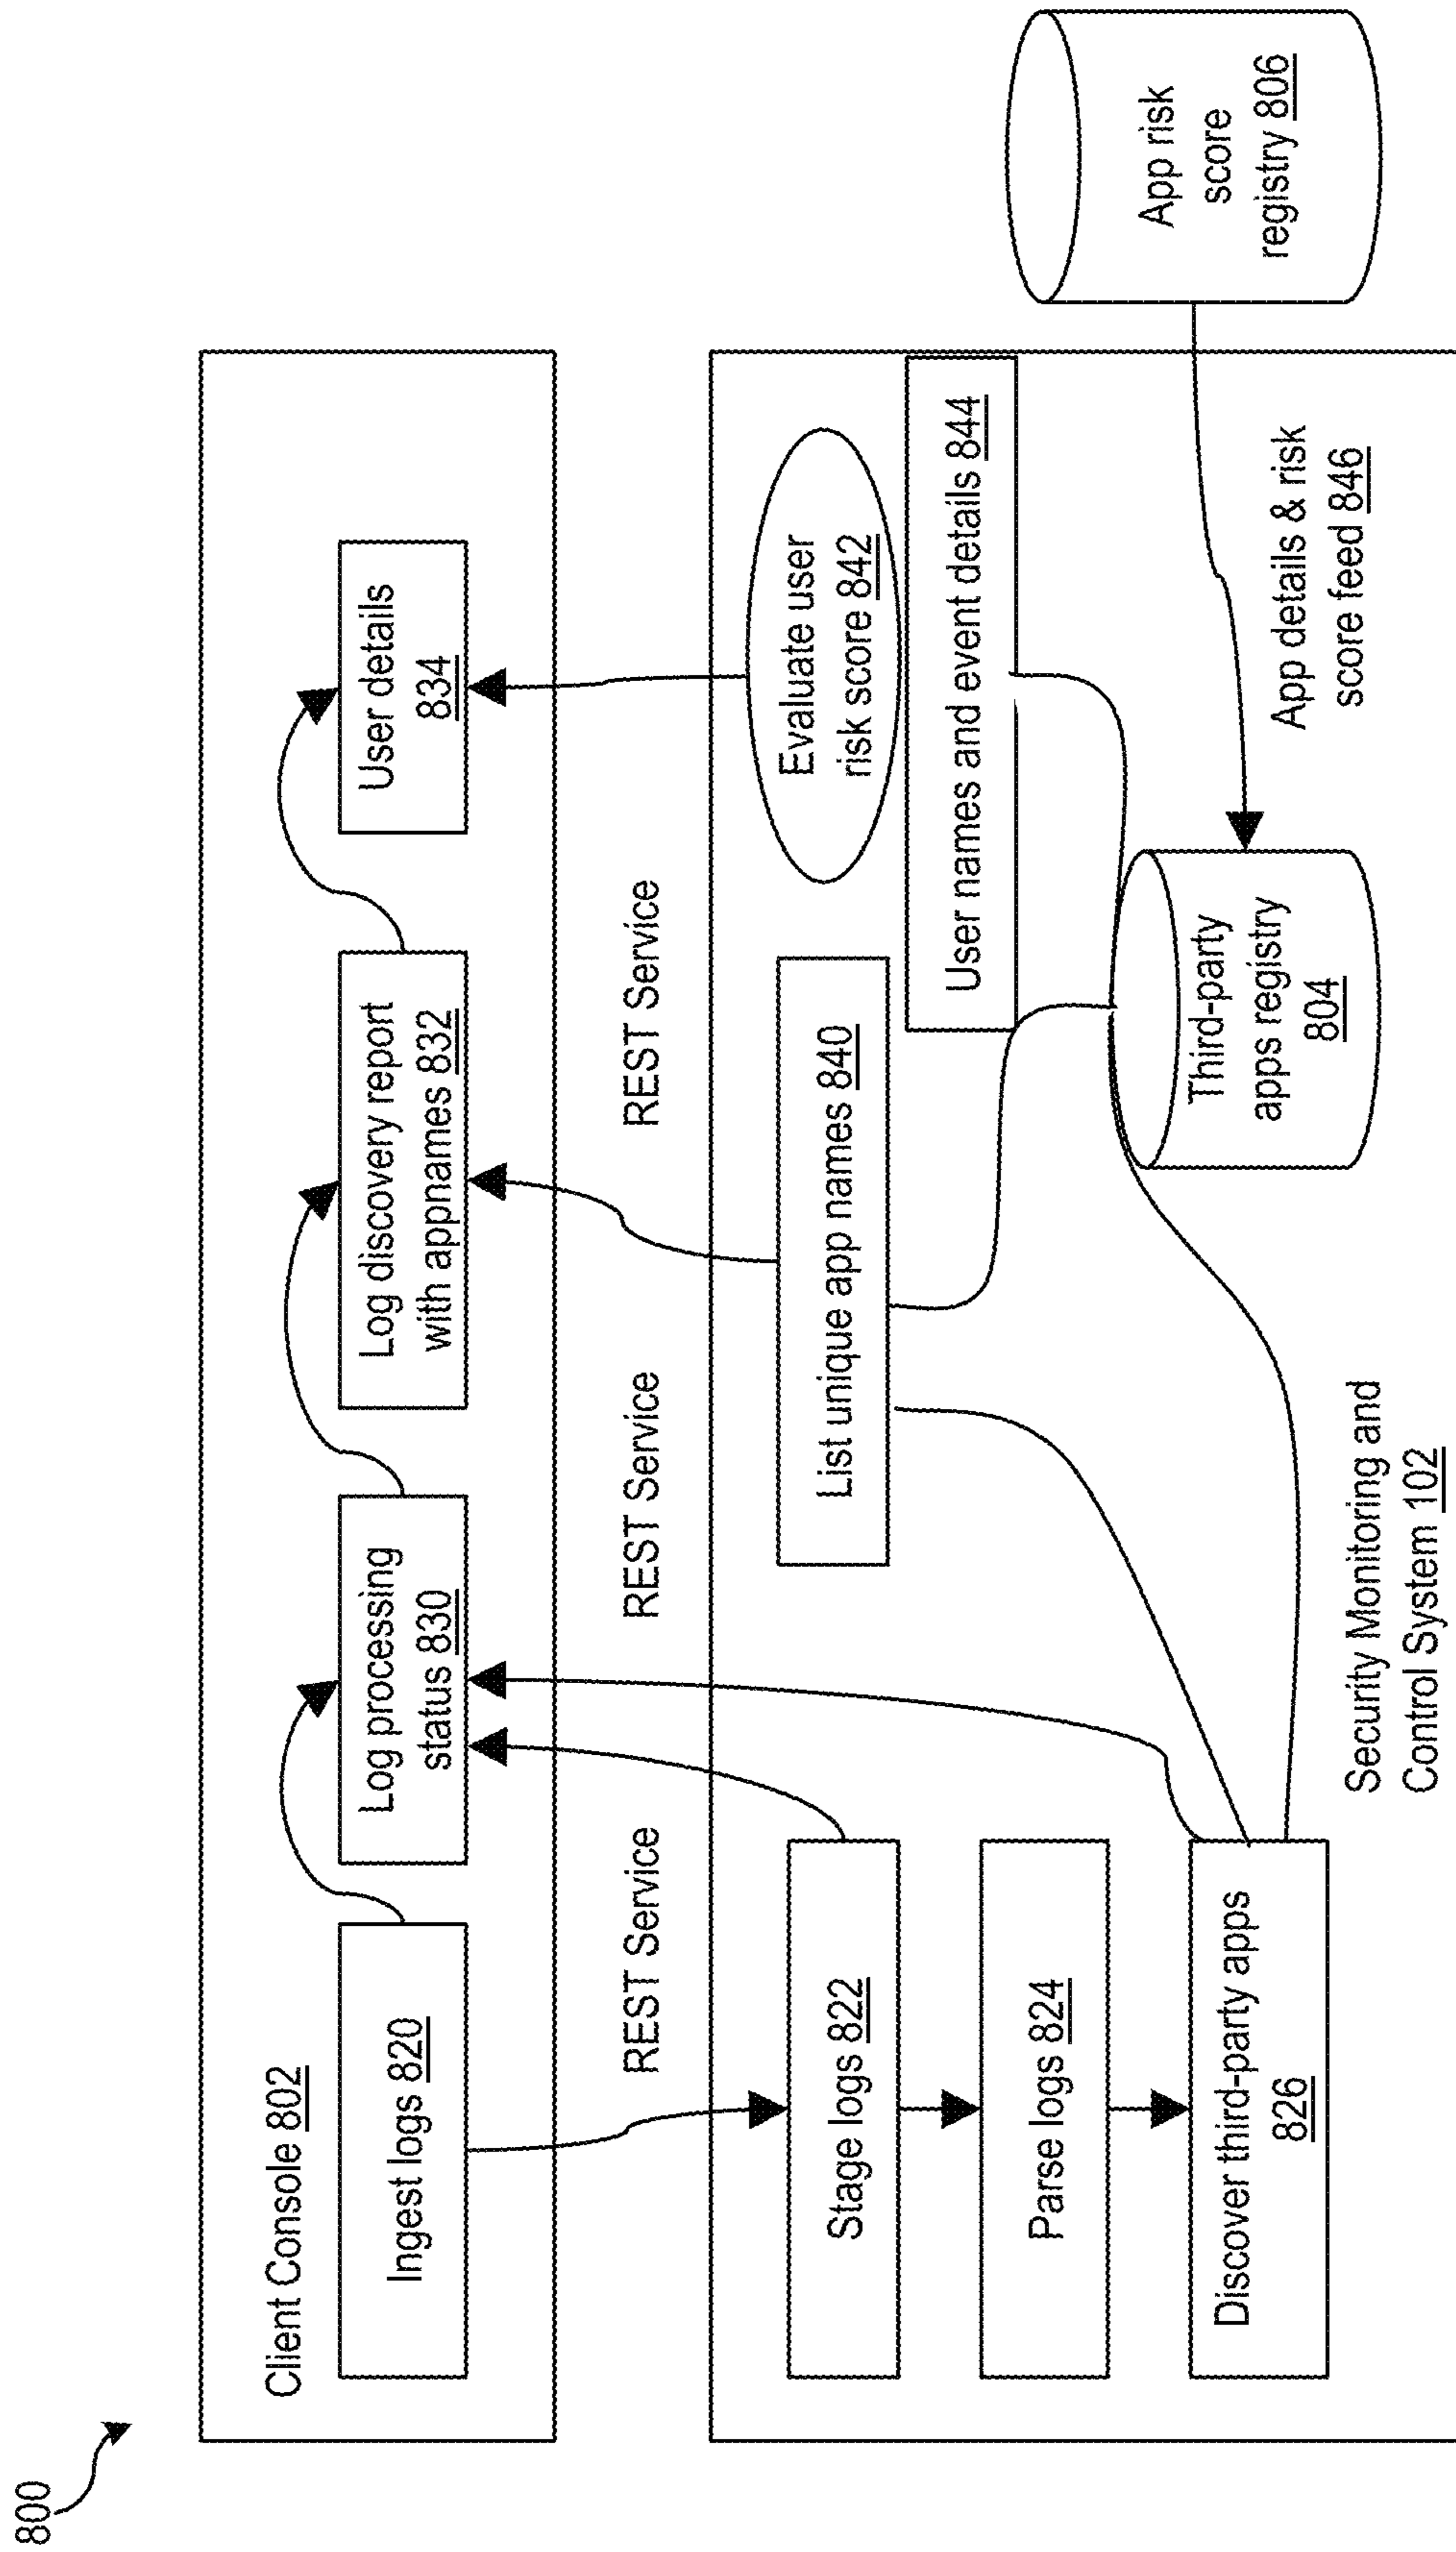 800
Client Console 802
Ingest logs 820
Log processing
status 830
Log discovery report
with appnames 832
User details
834
REST Service
REST Service
REST Service
Stage logs 822
Parse logs 824
Discover third-party apps
826
List unique app names 840
Evaluate user
risk score 842
User names and event details 844
Third-party
apps registry
804
App details & risk
score feed 846
App risk
score
registry 806
Security Monitoring and
Control System 102